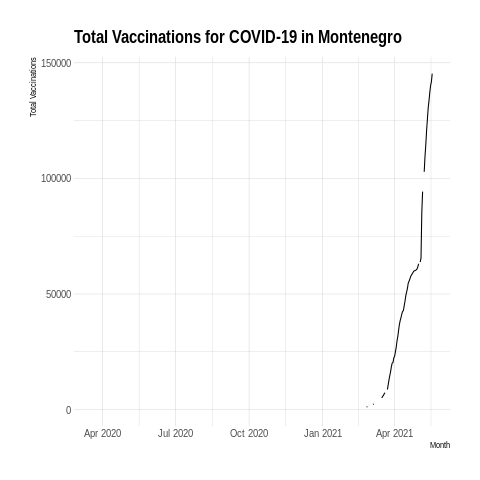 Total Vaccinations for COVID-19 in Montenegro
Total Vaccinations
150000
100000
50000
0
Apr 2020 Jul 2020 Oct 2020 Jan 2021 Apr 2021
Month